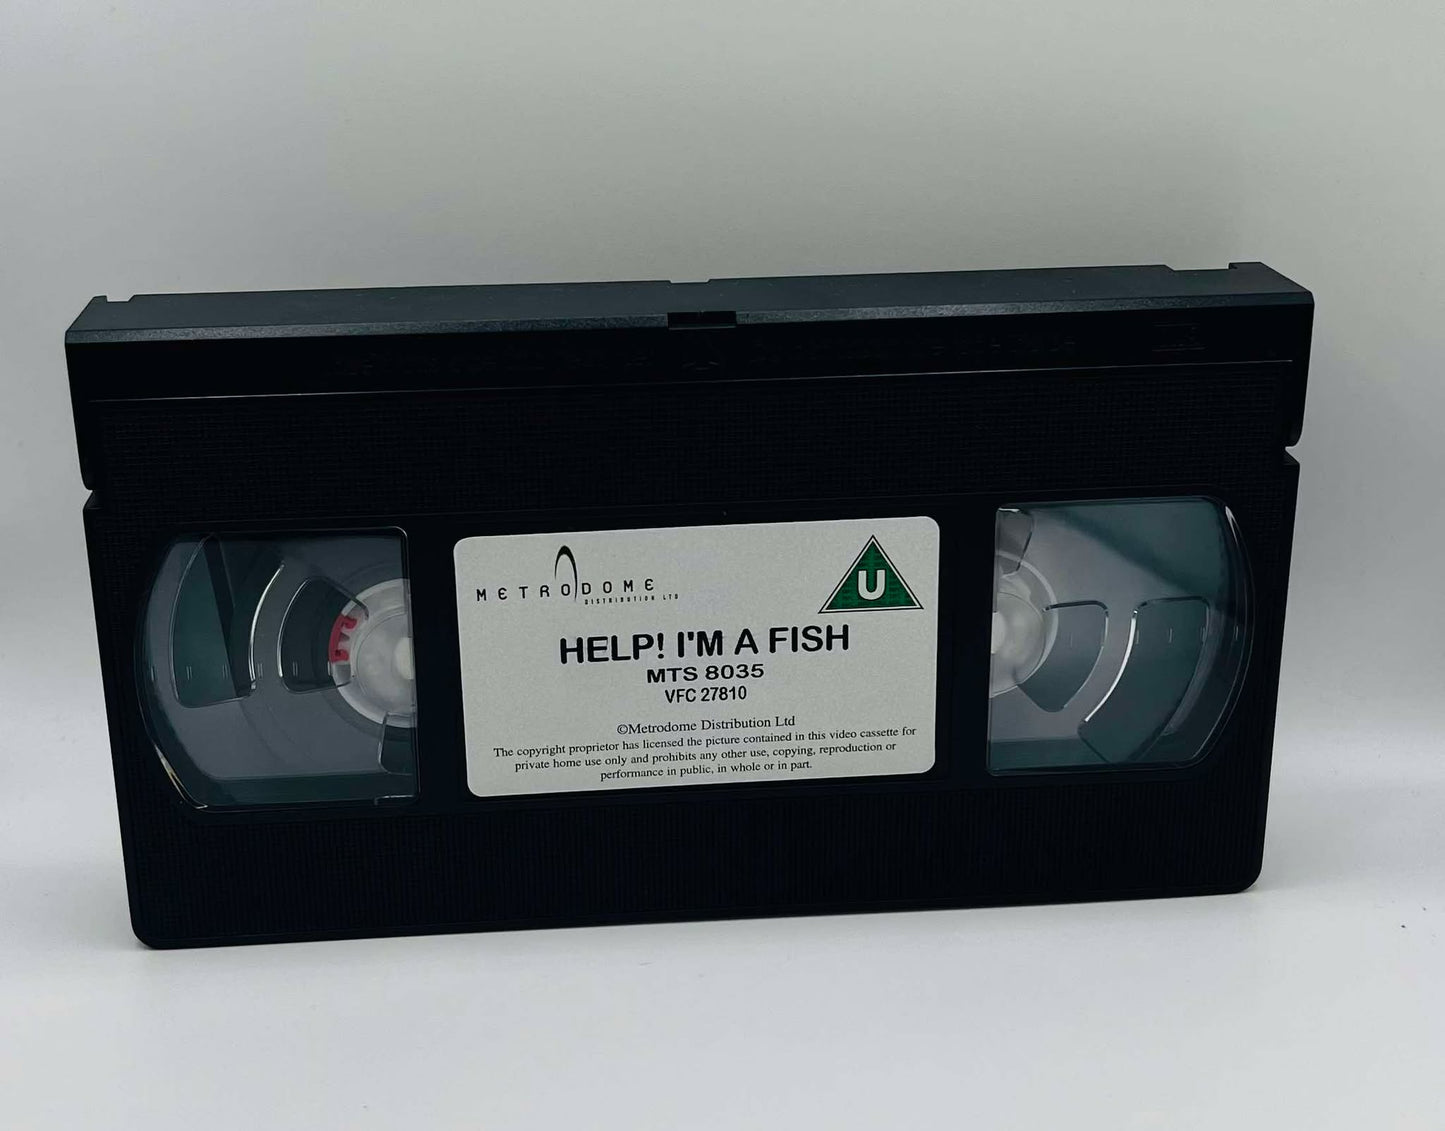 METRODOME
DISTRIBUTION LTD
U
HELP! I'M A FISH
MTS 8035
VFC 27810
©Metrodome Distribution Ltd
The copyright proprietor has licensed the picture contained in this video cassette for
private home use only and prohibits any other use, copying, reproduction or
performance in public, in whole or in part.